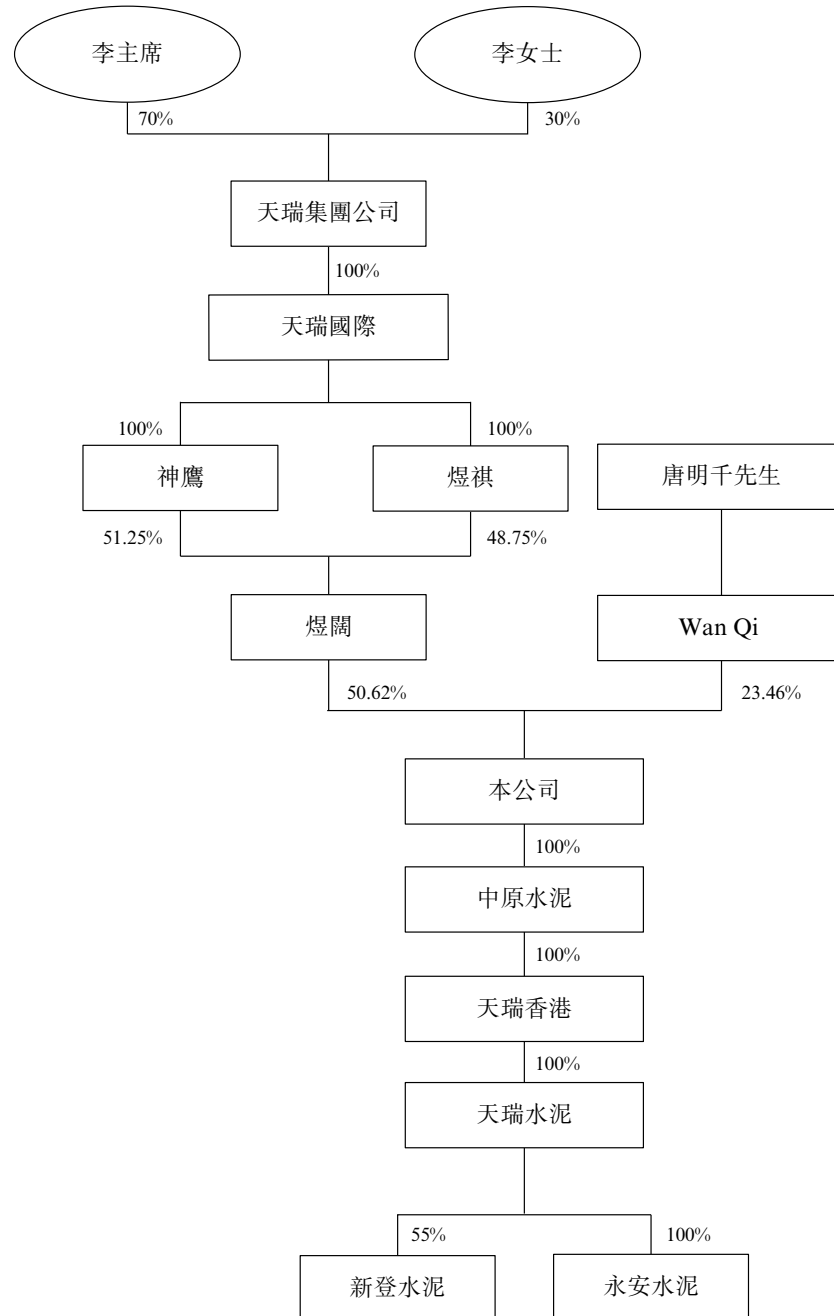 李主席
李女士
70%
30%
天瑞集團公司
100%
天瑞國際
100%
100%
神鷹
煜祺
唐明千先生
51.25%
48.75%
煜闊
Wan Qi
50.62%
23.46%
本公司
100%
中原水泥
100%
天瑞香港
100%
天瑞水泥
55%
100%
新登水泥
永安水泥